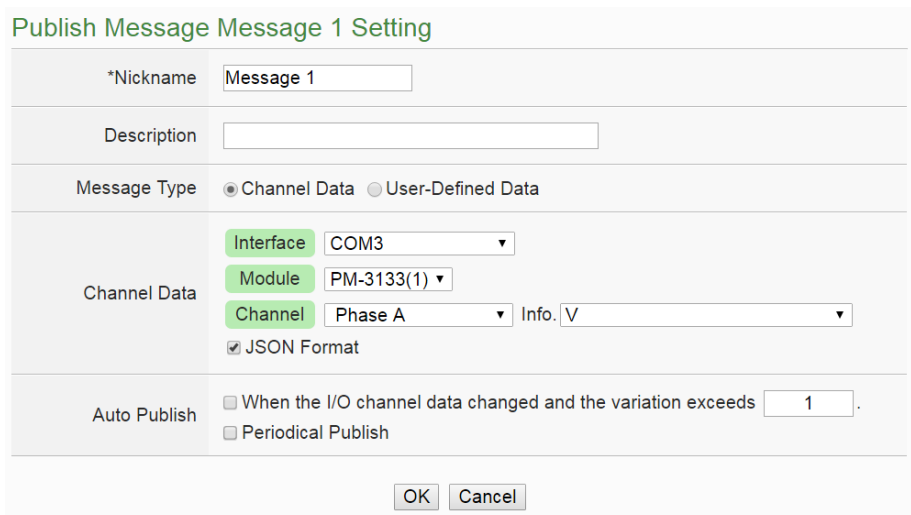 Publish Message Message 1 Setting
*Nickname Message 1
Description
Message Type Channel Data User-Defined Data
Interface COM3
Module PM-3133(1)
Channel Data
Channel Phase A Info. V
JSON Format
When the I/O channel data changed and the variation exceeds 1 .
Auto Publish
Periodical Publish
OK Cancel